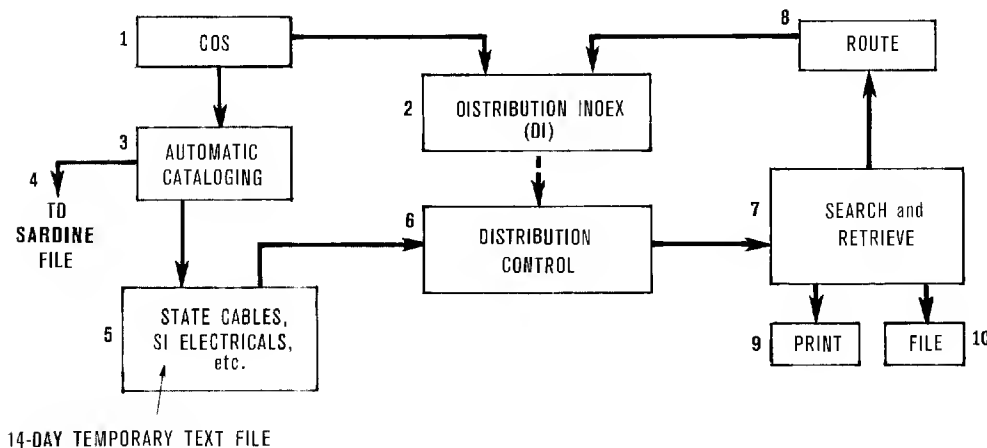 1
COS
8
ROUTE
2
OISTRIBUTION INOEX
(DI)
3
AUTOMATIC
CATALOGING
4
TO
SARDINE
FILE
6
DISTRIBUTION
CONTROL
7
SEARCH and
RETRIEVE
5
STATE CABLES,
SI ELECTRICALS,
etc.
9
PRINT
FILE
10
14-DAY TEMPORARY TEXT FILE